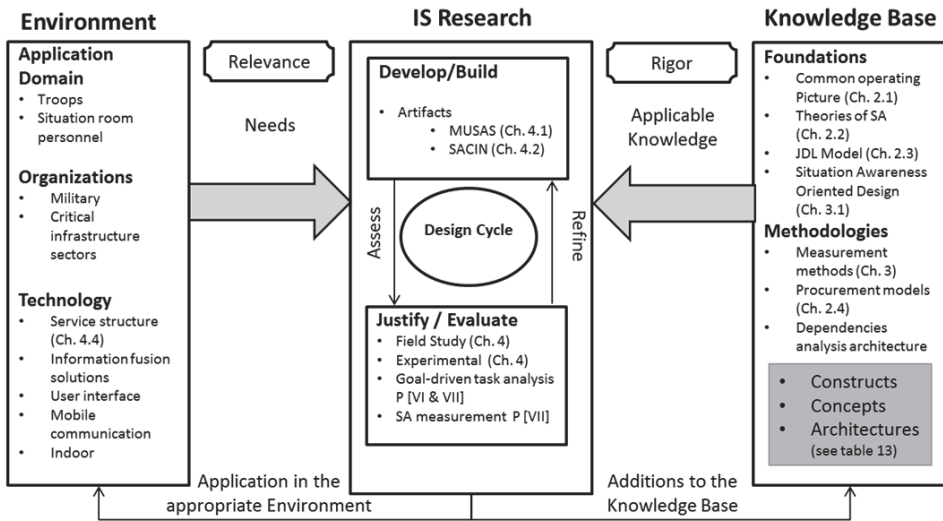 Environment
Application
Domain
• Troops
• Situation room
personnel
Organizations
• Military
• Critical
infrastructure
sectors
Technology
• Service structure
(Ch. 4.4)
• Information fusion
solutions
• User interface
• Mobile
communication
• Indoor
Relevance
Needs
IS Research
Develop/Build
• Artifacts
• MUSAS (Ch. 4.1)
• SACIN (Ch. 4.2)
Assess
Design Cycle
Refine
Justify / Evaluate
• Field Study (Ch. 4)
• Experimental (Ch. 4)
• Goal-driven task analysis
P [VI & VII]
• SA measurement P [VII]
Rigor
Applicable
Knowledge
Knowledge Base
Foundations
• Common operating
Picture (Ch. 2.1)
• Theories of SA
(Ch. 2.2)
• JDL Model (Ch. 2.3)
• Situation Awareness
Oriented Design
(Ch. 3.1)
Methodologies
• Measurement
methods (Ch. 3)
• Procurement models
(Ch. 2.4)
• Dependencies
analysis architecture
• Constructs
• Concepts
• Architectures
(see table 13)
Application in the
appropriate Environment
Additions to the
Knowledge Base